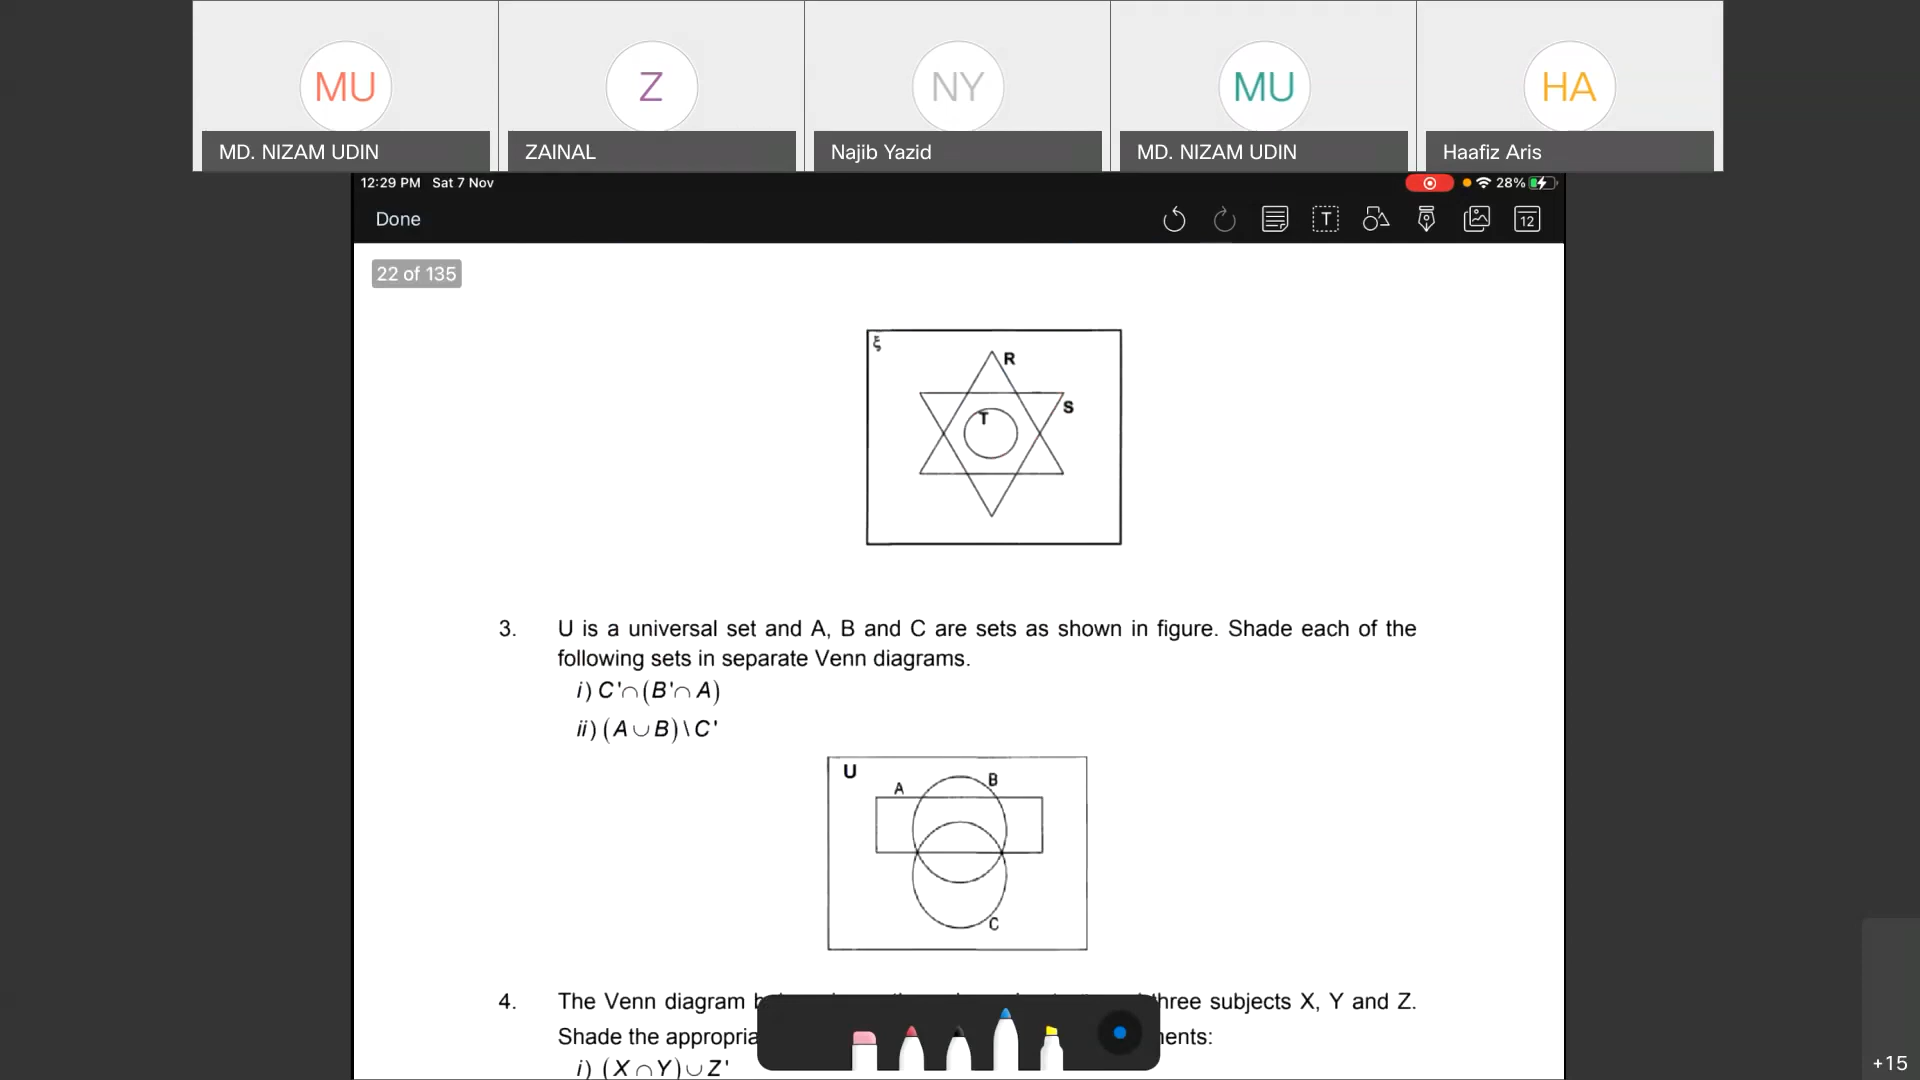 MU
Z
NY
MU
HA
MD. NIZAM UDIN
ZAINAL
Najib Yazid
MD. NIZAM UDIN
Haafiz Aris
12:29 PM Sat 7 Nov
28%
Done
T
12
22 of 135
ξ
R
S
T
3. U is a universal set and A, B and C are sets as shown in figure. Shade each of the
following sets in separate Venn diagrams.
i) C'∩(B'∩A)
ii) (A∪B)\C'
U
A
B
C
4. The Venn diagram three subjects X, Y and Z.
Shade the
i) (X∩Y)∪Z'
+15